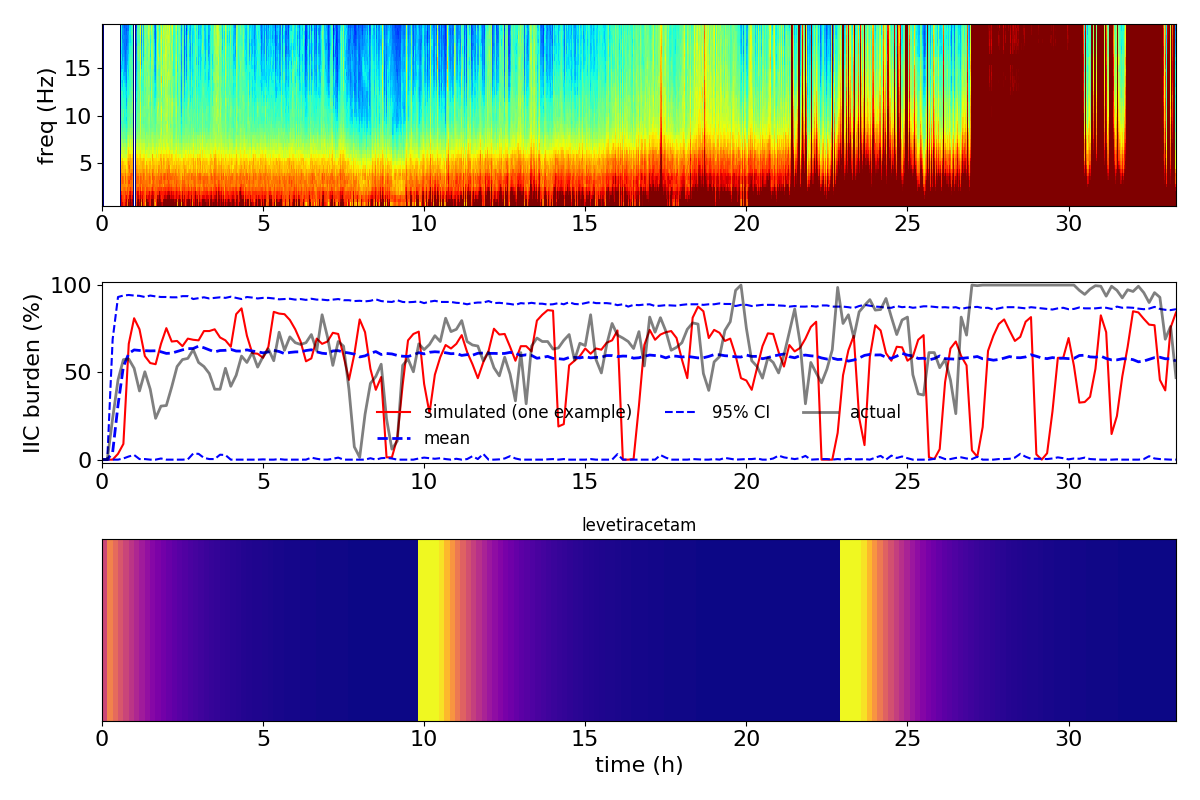 freq (Hz)
15
10
5
0 5 10 15 20 25 30
IIC burden (%)
100
50
0
simulated (one example) 95% CI actual
mean
0 5 10 15 20 25 30
levetiracetam
0 5 10 15 20 25 30
time (h)